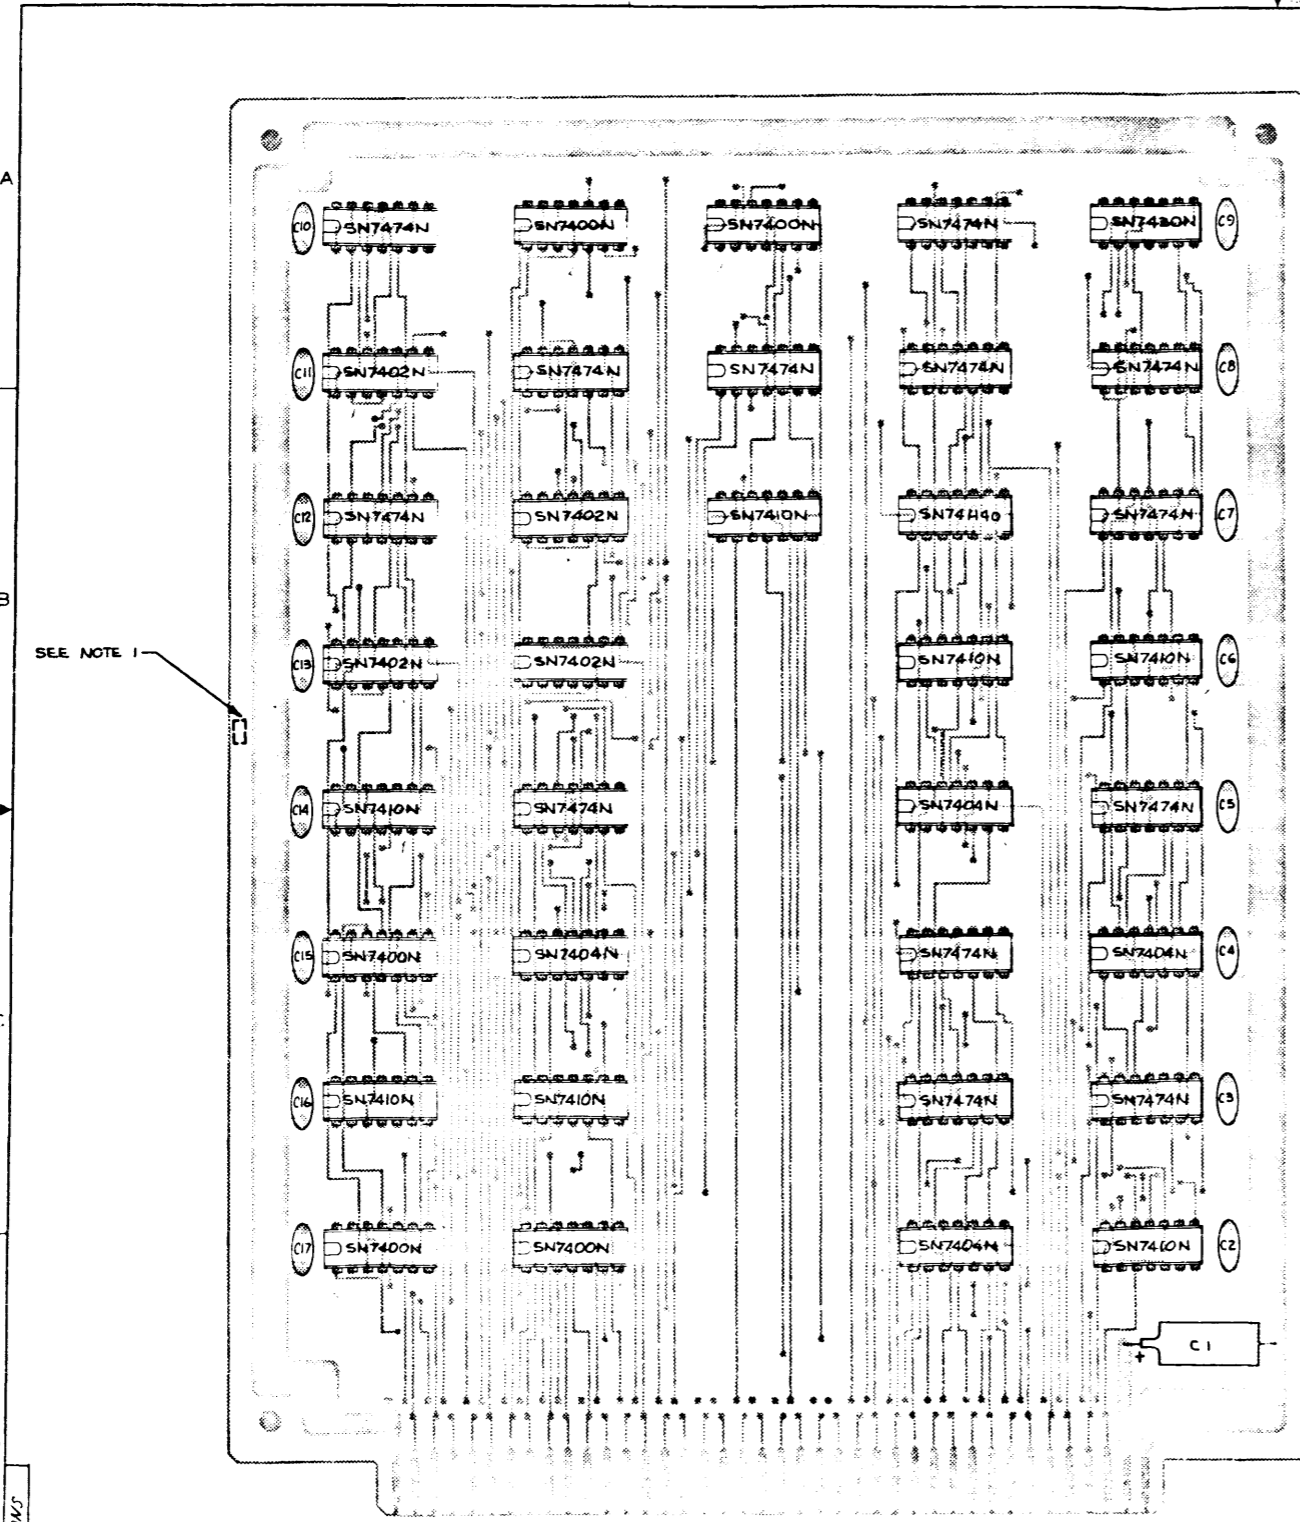 A
C10 SN7474N SN7400N SN7400N SN7474N SN7420N C9
C11 SN7402N SN7474N SN7474N SN7474N SN7474N C8
C12 SN7474N SN7402N SN7410N SN74H40 SN7474N C7
B
SEE NOTE 1
C13 SN7402N SN7402N SN7410N SN7410N C6
C14 SN7410N SN7474N SN7404N SN7474N C5
C15 SN7400N SN7404N SN7474N SN7404N C4
C16 SN7410N SN7410N SN7474N SN7474N C3
C17 SN7400N SN7400N SN7404N SN7410N C2
+ C1